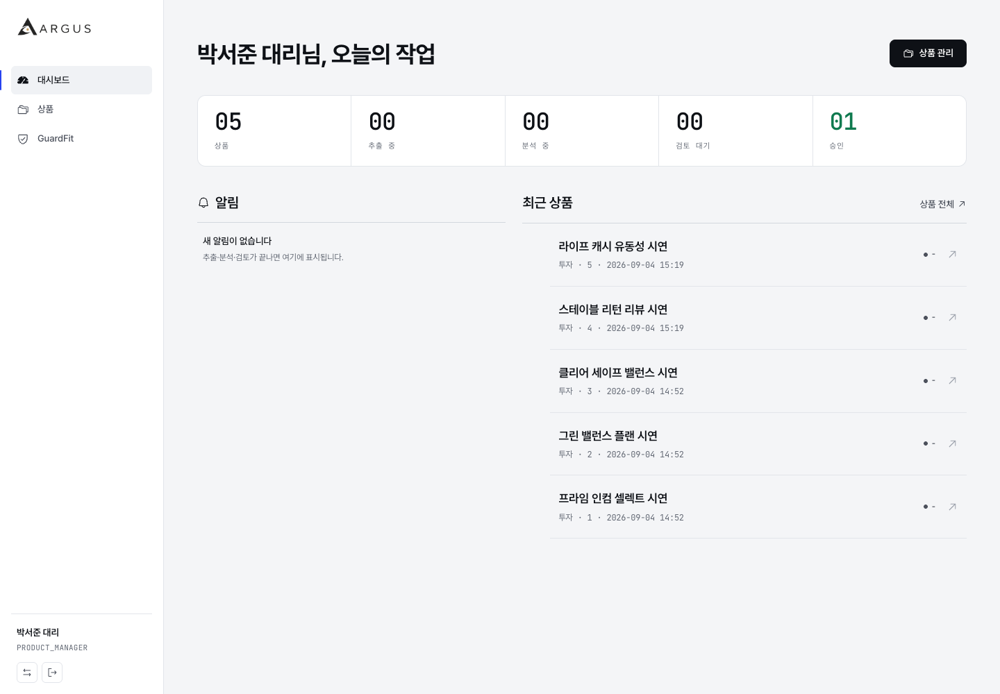 ARGUS
대시보드
상품
GuardFit
박서준 대리
PRODUCT_MANAGER
박서준 대리님, 오늘의 작업
상품 관리
05
상품
00
추출 중
00
분석 중
00
검토 대기
01
승인
알림
새 알림이 없습니다
추출·분석·검토가 끝나면 여기에 표시됩니다.
최근 상품
상품 전체
라이프 캐시 유동성 시연
투자 · 5 · 2026-09-04 15:19
-
스테이블 리턴 리뷰 시연
투자 · 4 · 2026-09-04 15:19
-
클리어 세이프 밸런스 시연
투자 · 3 · 2026-09-04 14:52
-
그린 밸런스 플랜 시연
투자 · 2 · 2026-09-04 14:52
-
프라임 인컴 셀렉트 시연
투자 · 1 · 2026-09-04 14:52
-